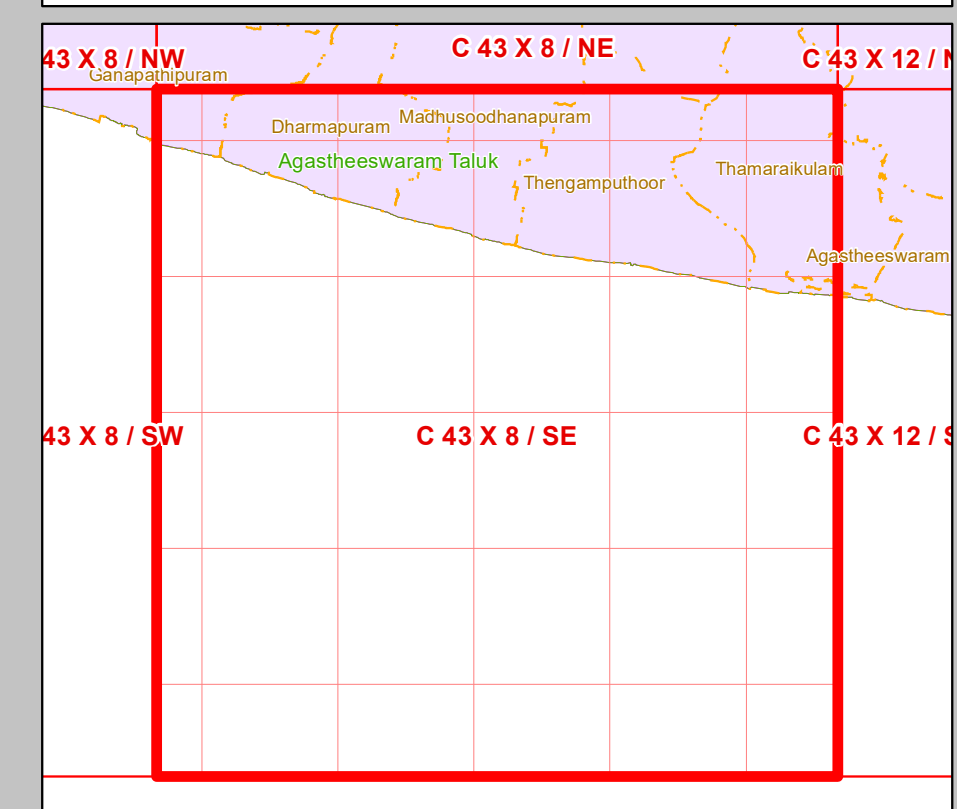 C 43 X 8 / NE
43 X 8 / NW
C 43 X 12 / N
Ganapathipuram
Madhusoodhanapuram
Dharmapuram
Agastheeswaram Taluk
Thamaraikulam
Thengamputhoor
Agastheeswaram
43 X 8 / SW
C 43 X 8 / SE
C 43 X 12 / S